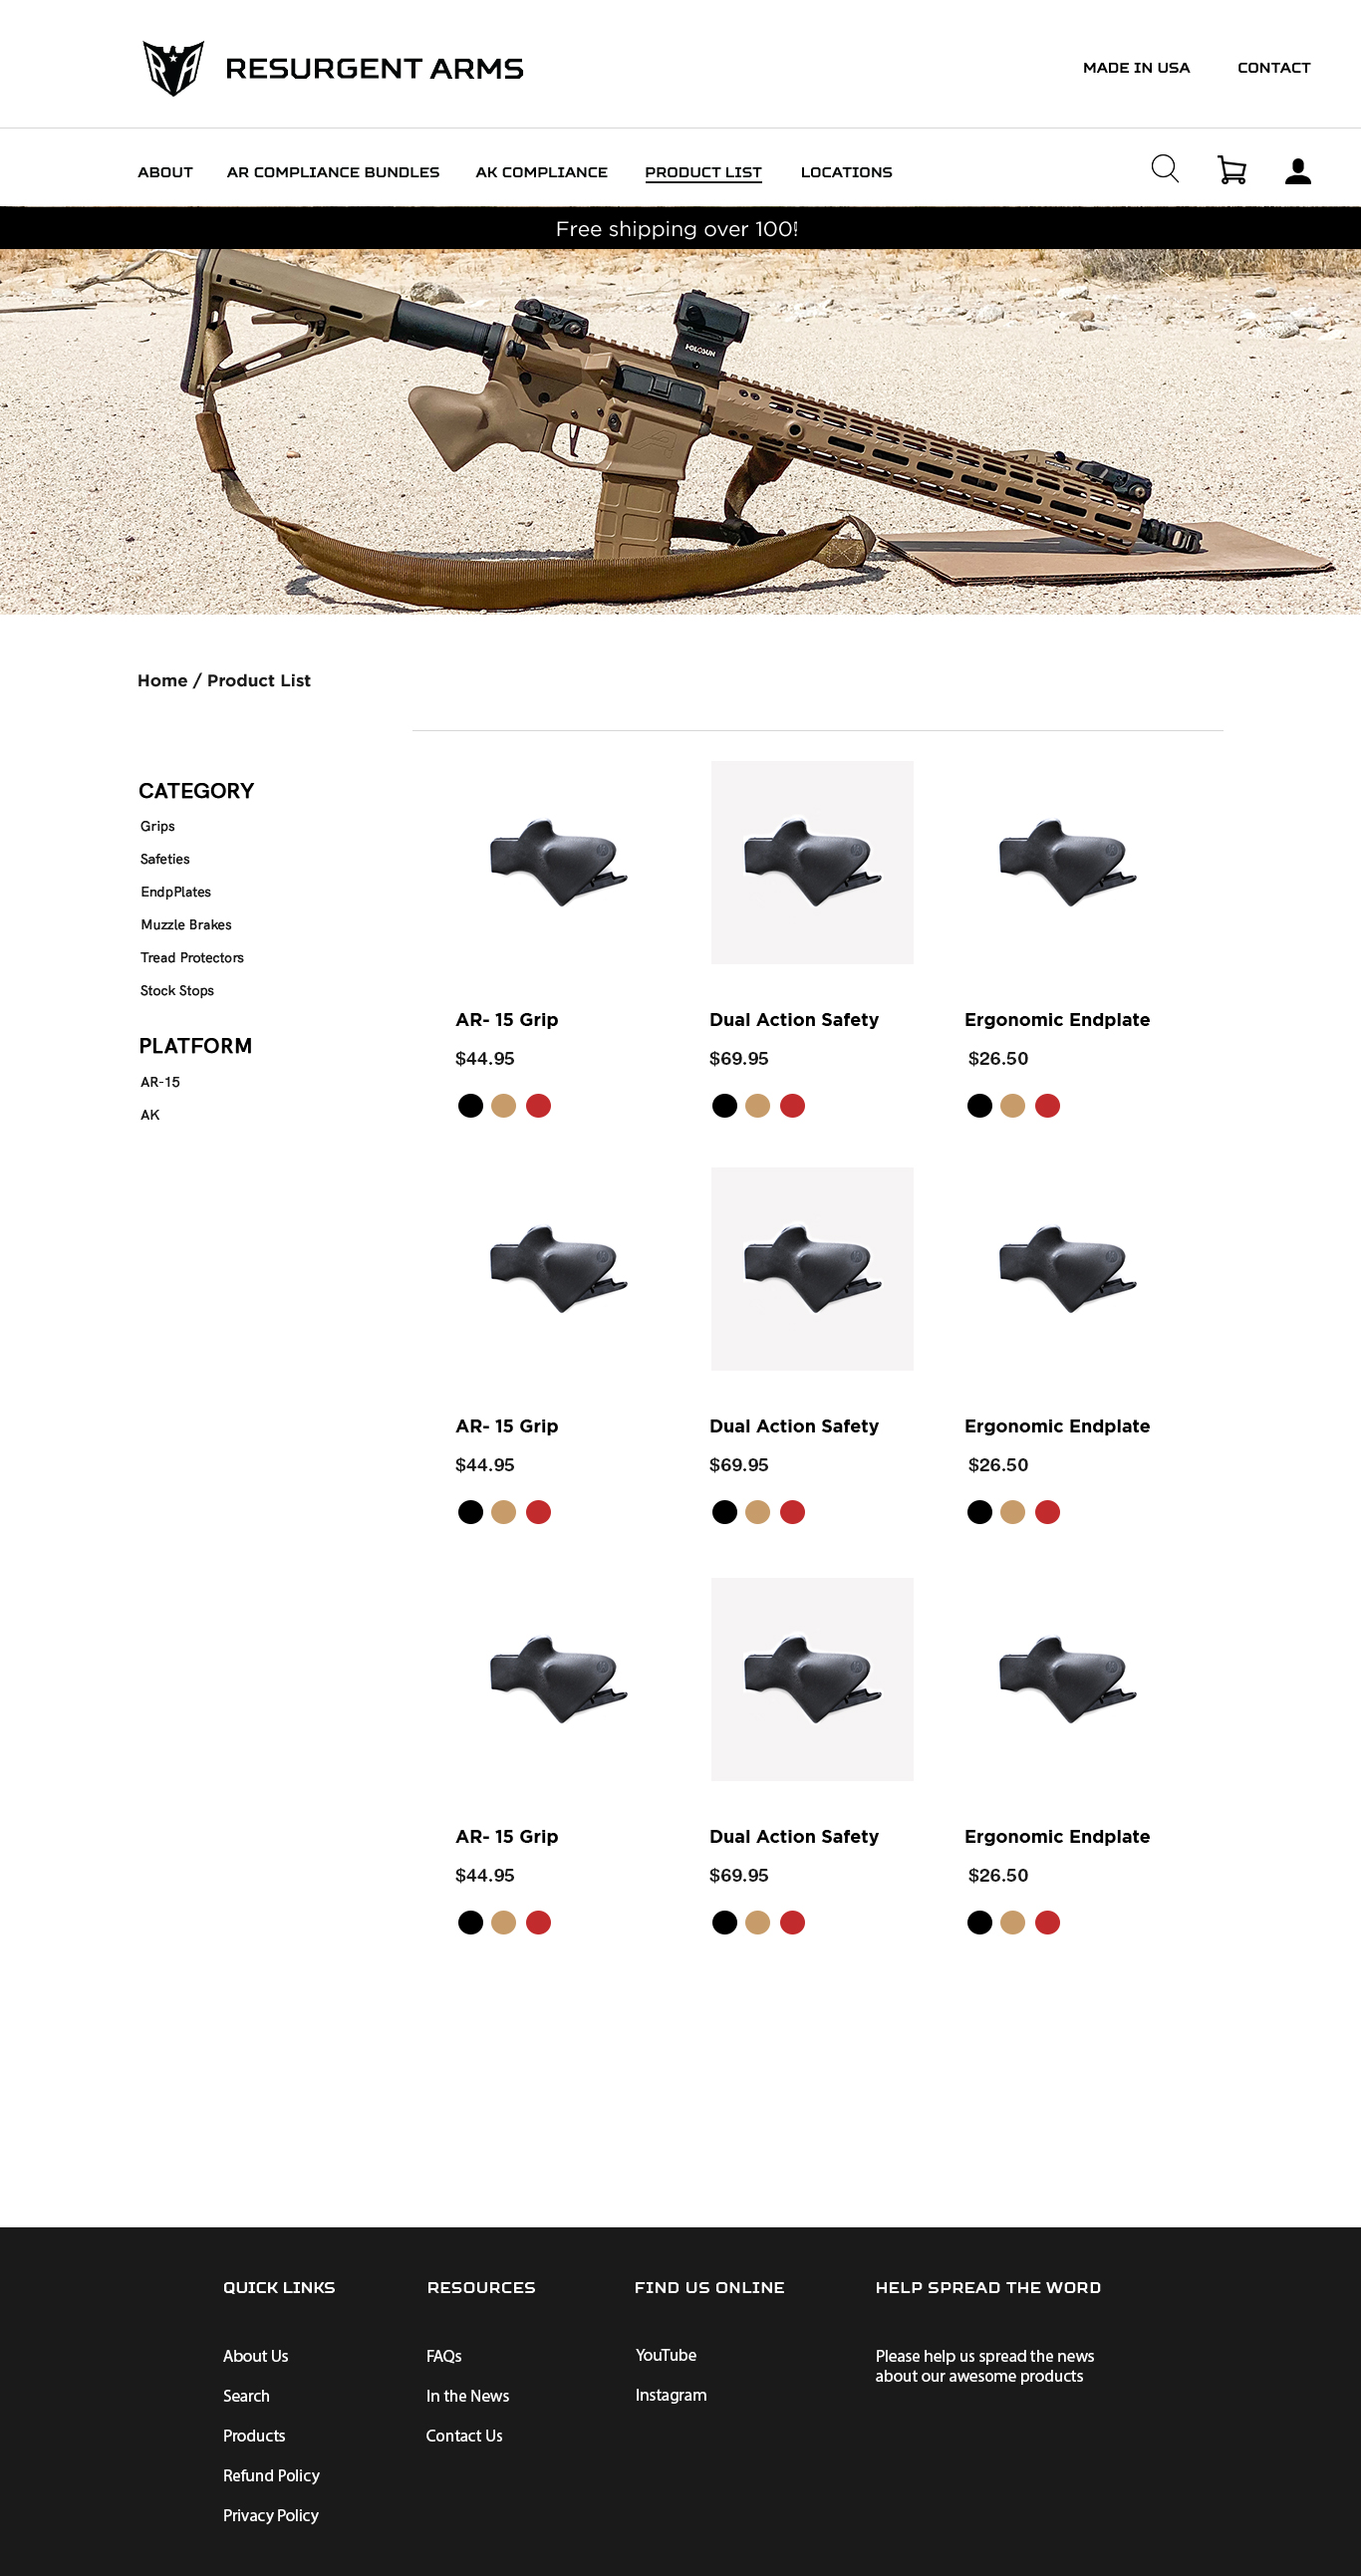 RESURGENT ARMS
MADE IN USA
CONTACT
ABOUT
AR COMPLIANCE BUNDLES
AK COMPLIANCE
PRODUCT LIST
LOCATIONS
Free shipping over 100!
HOLOSUN
Home / Product List
CATEGORY
Grips
Safeties
EndpPlates
Muzzle Brakes
Tread Protectors
Stock Stops
PLATFORM
AR-15
AK
AR- 15 Grip
$44.95
Dual Action Safety
$69.95
Ergonomic Endplate
$26.50
AR- 15 Grip
$44.95
Dual Action Safety
$69.95
Ergonomic Endplate
$26.50
AR- 15 Grip
$44.95
Dual Action Safety
$69.95
Ergonomic Endplate
$26.50
QUICK LINKS
About Us
Search
Products
Refund Policy
Privacy Policy
RESOURCES
FAQs
In the News
Contact Us
FIND US ONLINE
YouTube
Instagram
HELP SPREAD THE WORD
Please help us spread the news
about our awesome products